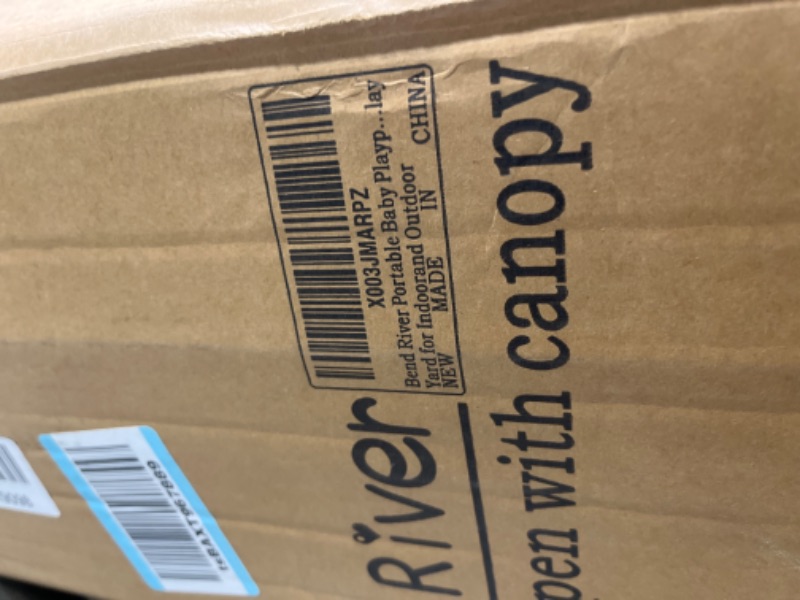 X003JMARPZ
Bend River Portable Baby Playp...lay
Yard for Indoorand Outdoor
NEW MADE IN CHINA
River
pen with canopy